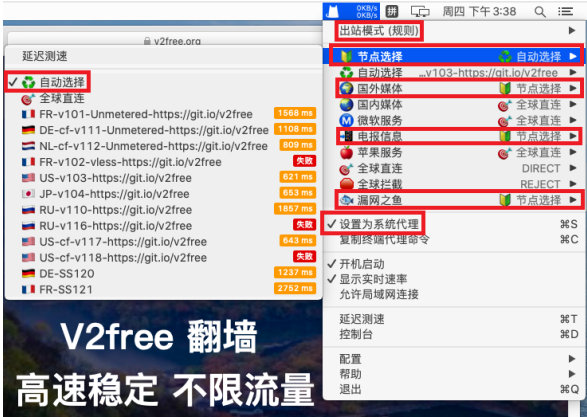 0KB/s
0KB/s
拼
周四下午3:38
v2free.org
延迟测速
✓ 自动选择
全球直连
FR-v101-Unmetered-https://git.io/v2free 1568 ms
DE-cf-v111-Unmetered-https://git.io/v2free 1108 ms
NL-cf-v112-Unmetered-https://git.io/v2free 809 ms
FR-v102-vless-https://git.io/v2free 失败
US-v103-https://git.io/v2free 621 ms
JP-v104-https://git.io/v2free 653 ms
RU-v110-https://git.io/v2free 1857 ms
RU-v116-https://git.io/v2free 失败
US-cf-v117-https://git.io/v2free 643 ms
US-cf-v118-https://git.io/v2free 失败
DE-SS120 1237 ms
FR-SS121 2752 ms
出站模式 (规则)
节点选择 自动选择
自动选择 ...v103-https://git.io/v2free
国外媒体 节点选择
国内媒体 全球直连
微软服务 全球直连
电报信息 节点选择
苹果服务 全球直连
全球直连 DIRECT
全球拦截 REJECT
漏网之鱼 节点选择
✓ 设置为系统代理 ⌘S
复制终端代理命令 ⌘C
✓ 开机启动
✓ 显示实时速率
允许局域网连接
延迟测速 ⌘T
控制台 ⌘D
配置
帮助
退出 ⌘Q
V2free 翻墙
高速稳定 不限流量